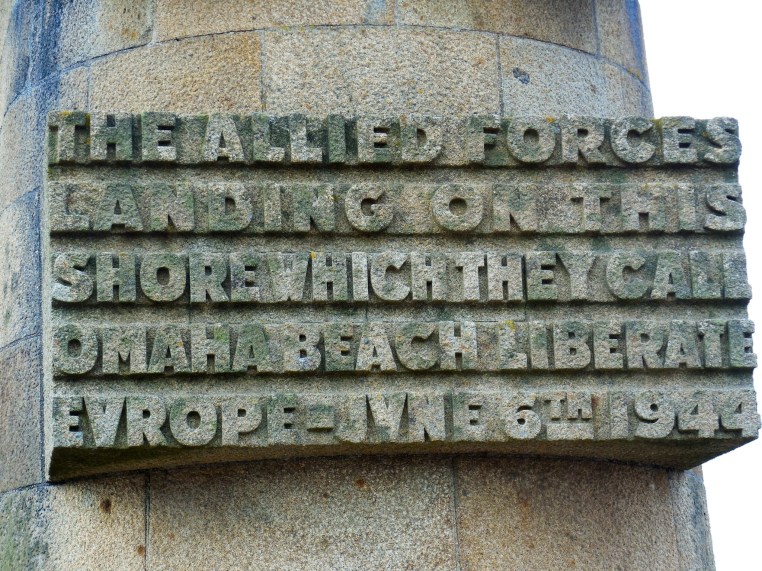 THE ALLIED FORCES
LANDING ON THIS
SHORE WHICH THEY CALL
OMAHA BEACH LIBERATE
EVROPE–JVNE 6TH 1944